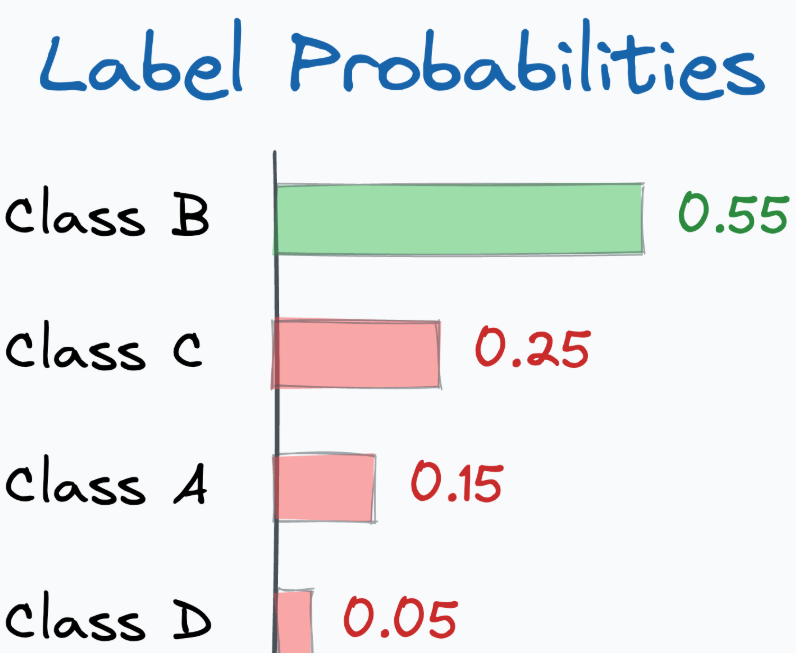 Label Probabilities
Class B 0.55
Class C 0.25
Class A 0.15
Class D 0.05